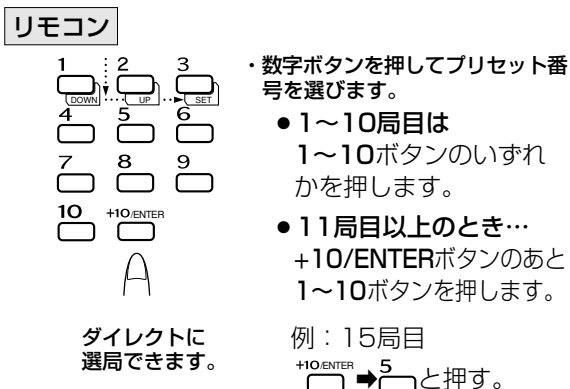 リモコン
1 2 3
DOWN UP SET
4 5 6
7 8 9
10 +10/ENTER
ダイレクトに
選局できます。
・数字ボタンを押してプリセット番
号を選びます。
●1～10局目は
1～10ボタンのいずれ
かを押します。
●11局目以上のとき…
+10/ENTERボタンのあと
1～10ボタンを押します。
例：15局目
+10/ENTER ➡ 5 と押す。